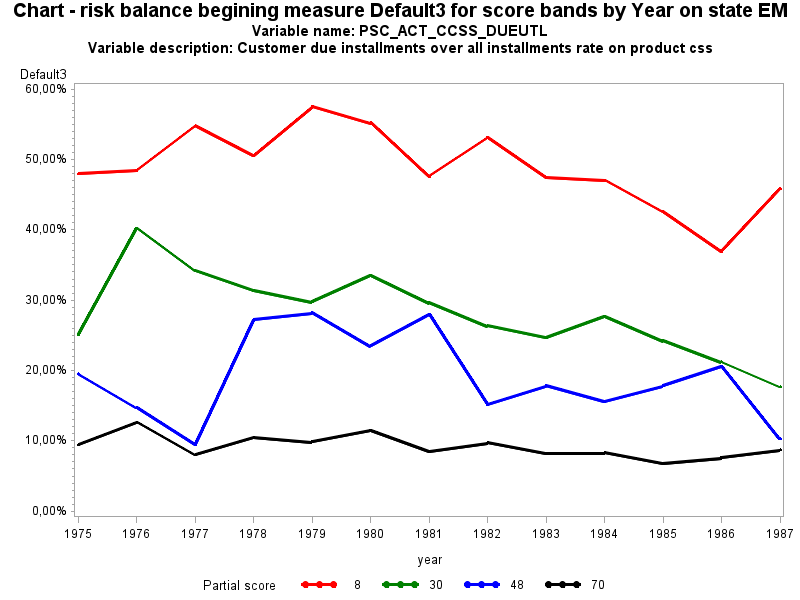 Chart - risk balance begining measure Default3 for score bands by Year on state EM
Variable name: PSC_ACT_CCSS_DUEUTL
Variable description: Customer due installments over all installments rate on product css
Default3
60,00%
50,00%
40,00%
30,00%
20,00%
10,00%
0,00%
1975 1976 1977 1978 1979 1980 1981 1982 1983 1984 1985 1986 1987
year
Partial score 8 30 48 70